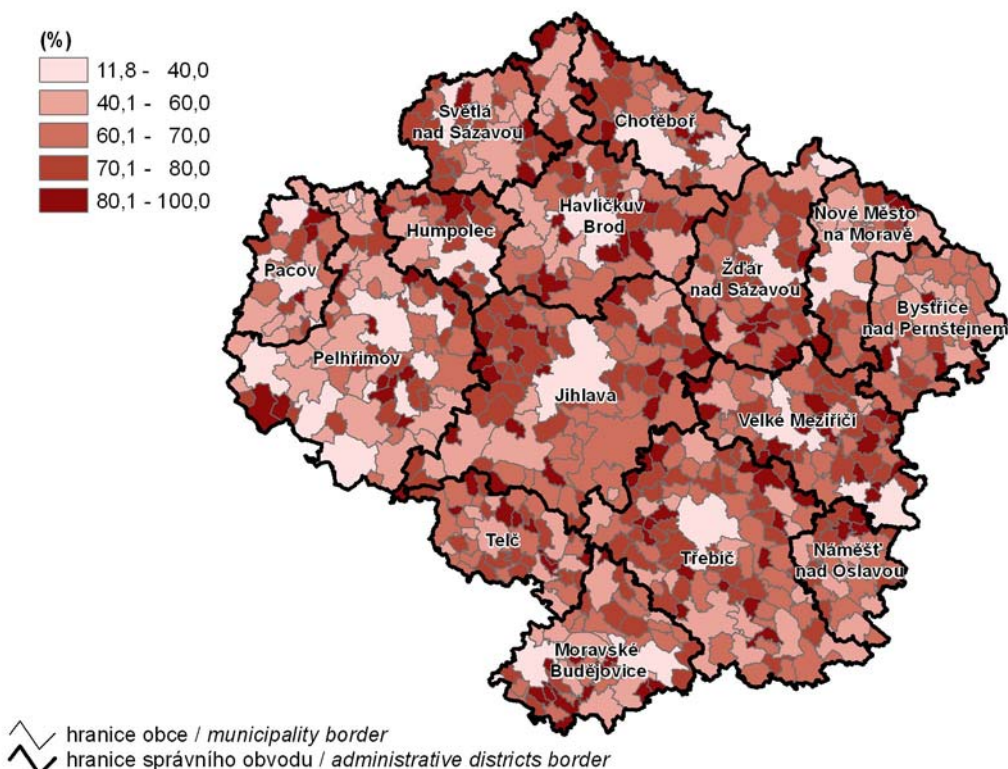 (%)
11,8 - 40,0
40,1 - 60,0
60,1 - 70,0
70,1 - 80,0
80,1 - 100,0
Světlá
nad Sázavou
Chotěboř
Havlíčkův
Brod
Humpolec
Nové Město
na Moravě
Pacov
Žďár
nad Sázavou
Bystřice
nad Pernštejnem
Pelhřimov
Jihlava
Velké Meziříčí
Telč
Třebíč
Náměšť
nad Oslavou
Moravské
Budějovice
hranice obce / municipality border
hranice správního obvodu / administrative districts border